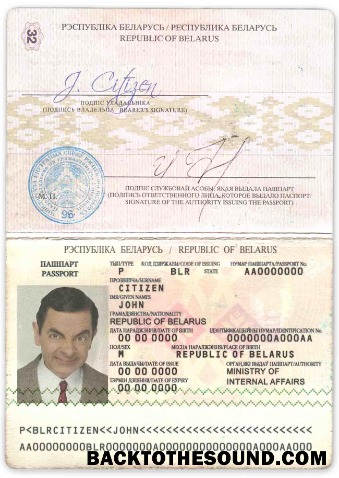 32
РЭСПУБЛІКА БЕЛАРУСЬ / РЕСПУБЛИКА БЕЛАРУСЬ
REPUBLIC OF BELARUS
J. Citizen
ПОДПІС УЛАДАЛЬНІКА
(ПОДПИСЬ ВЛАДЕЛЬЦА, BEARER'S SIGNATURE)
М. П.
96
ПОДПІС СЛУЖБОВАЙ АСОБЫ, ЯКАЯ ВЫДАЛА ПАШПАРТ
(ПОДПИСЬ ОТВЕТСТВЕННОГО ЛИЦА, КОТОРОЕ ВЫДАЛО ПАСПОРТ/
SIGNATURE OF THE AUTHORITY ISSUING THE PASSPORT)
РЭСПУБЛІКА БЕЛАРУСЬ / REPUBLIC OF BELARUS
ПАШПАРТ
PASSPORT
ТЫП/TYPE КОД ДЗЯРЖАВЫ/CODE OF ISSUING STATE НУМАР ПАШПАРТА/PASSPORT No
P BLR AA0000000
ПРОЗВІШЧА/SURNAME
CITIZEN
ІМЯ/GIVEN NAMES
JOHN
ГРАМАДЗЯНСТВА/NATIONALITY
REPUBLIC OF BELARUS
ДАТА НАРАДЖЭННЯ/DATE OF BIRTH ІДЭНТЫФІКАЦЫЙНЫ НУМАР/IDENTIFICATION No
00 00 0000 0000000A000AA
ПОЛ/SEX МЕСЦА НАРАДЖЭННЯ/PLACE OF BIRTH
M REPUBLIC OF BELARUS
ДАТА ВЫДАЧЫ/DATE OF ISSUE ОРГАН, ЯКІ ВЫДАЎ ПАШПАРТ/AUTHORITY
00 00 0000 MINISTRY OF
ТЭРМІН ДЗЕЯННЯ/DATE OF EXPIRY INTERNAL AFFAIRS
00 00 0000
P<BLRCITIZEN<<JOHN<<<<<<<<<<<<<<<<<<<<<<<<<<
AA00000000BLR0000000A0000000000000A000AA000
BACKTOTHESOUND.COM